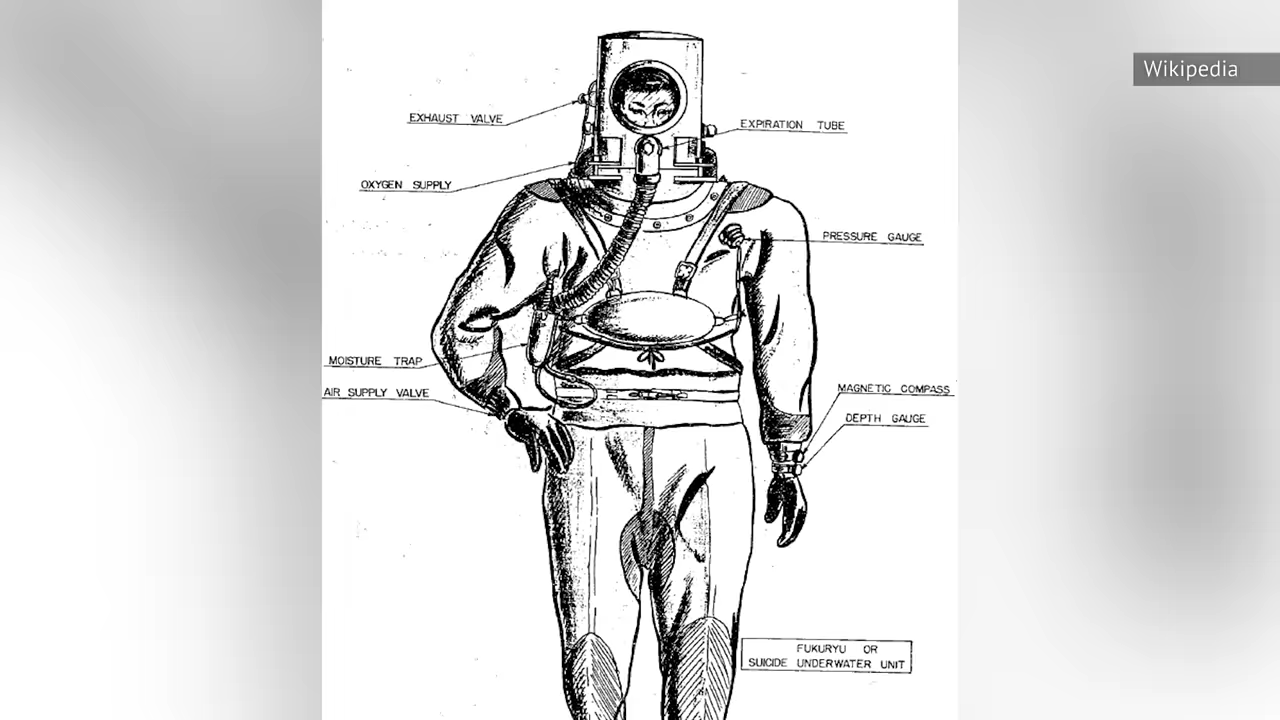 Wikipedia
EXHAUST VALVE
EXPIRATION TUBE
OXYGEN SUPPLY
PRESSURE GAUGE
MOISTURE TRAP
AIR SUPPLY VALVE
MAGNETIC COMPASS
DEPTH GAUGE
FUKURYU OR
SUICIDE UNDERWATER UNIT